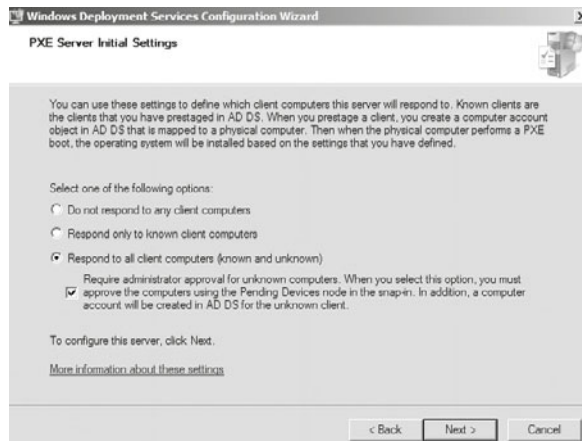 Windows Deployment Services Configuration Wizard
PXE Server Initial Settings
You can use these settings to define which client computers this server will respond to. Known clients are
the clients that you have prestaged in AD DS. When you prestage a client, you create a computer account
object in AD DS that is mapped to a physical computer. Then when the physical computer performs a PXE
boot, the operating system will be installed based on the settings that you have defined.
Select one of the following options:
Do not respond to any client computers
Respond only to known client computers
Respond to all client computers (known and unknown)
Require administrator approval for unknown computers. When you select this option, you must
approve the computers using the Pending Devices node in the snap-in. In addition, a computer
account will be created in AD DS for the unknown client.
To configure this server, click Next.
More information about these settings
< Back Next > Cancel